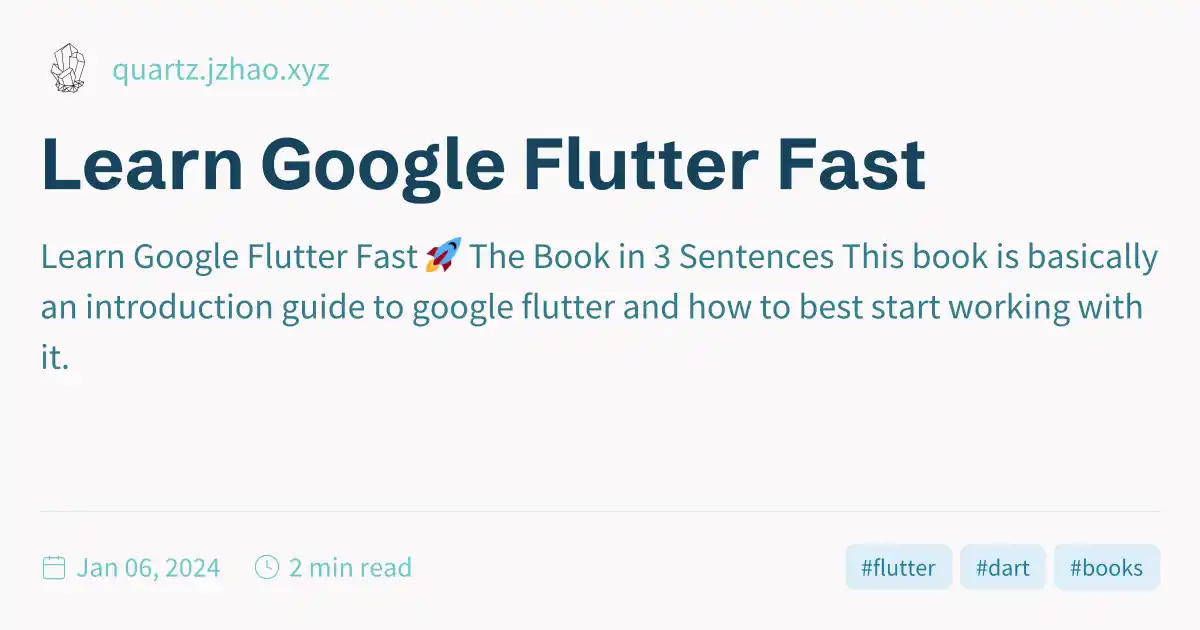 quartz.jzhao.xyz
Learn Google Flutter Fast
Learn Google Flutter Fast 🚀 The Book in 3 Sentences This book is basically
an introduction guide to google flutter and how to best start working with
it.
Jan 06, 2024 2 min read #flutter #dart #books